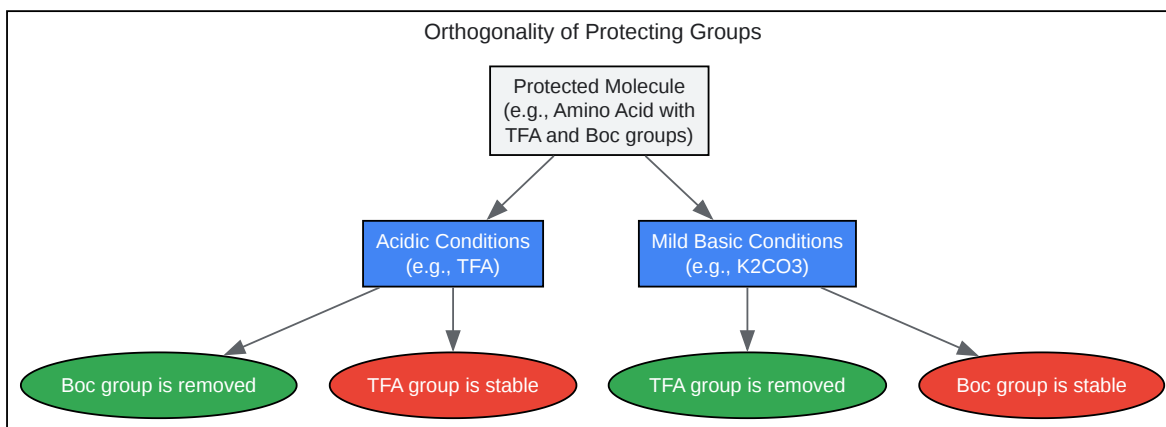 Orthogonality of Protecting Groups
Protected Molecule
(e.g., Amino Acid with
TFA and Boc groups)
Acidic Conditions
(e.g., TFA)
Mild Basic Conditions
(e.g., K2CO3)
Boc group is removed
TFA group is stable
TFA group is removed
Boc group is stable